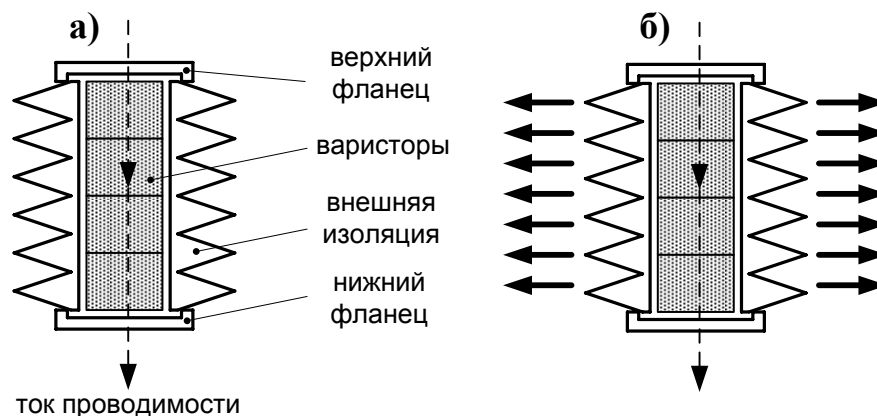 а)
верхний
фланец
варисторы
внешняя
изоляция
нижний
фланец
ток проводимости
б)